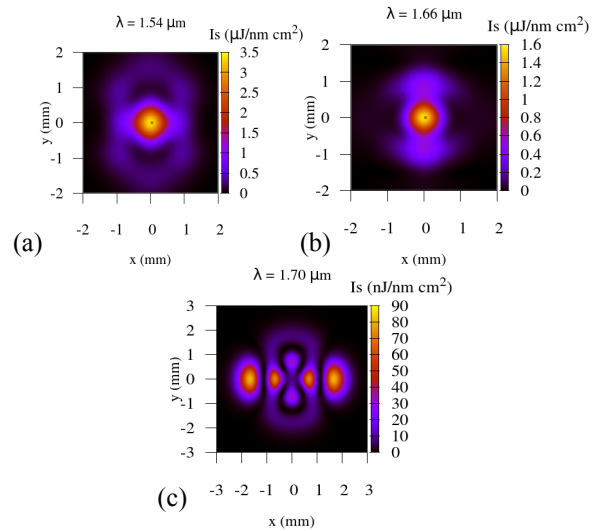 λ = 1.54 μm
Is (μJ/nm cm²)
2
1
0
-1
-2
y (mm)
3.5
3
2.5
2
1.5
1
0.5
0
-2 -1 0 1 2
x (mm)
(a)
λ = 1.66 μm
Is (μJ/nm cm²)
2
1
0
-1
-2
y (mm)
1.6
1.4
1.2
1
0.8
0.6
0.4
0.2
0
-2 -1 0 1 2
x (mm)
(b)
λ = 1.70 μm
Is (nJ/nm cm²)
3
2
1
0
-1
-2
-3
y (mm)
90
80
70
60
50
40
30
20
10
0
-3 -2 -1 0 1 2 3
x (mm)
(c)